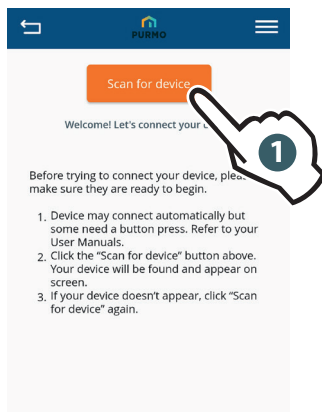 PURMO
Scan for device
Welcome! Let's connect your
1
Before trying to connect your device,
make sure they are ready to begin.
1. Device may connect automatically but
some need a button press. Refer to your
User Manuals.
2. Click the "Scan for device" button above.
Your device will be found and appear on
screen.
3. If your device doesn't appear, click "Scan
for device" again.